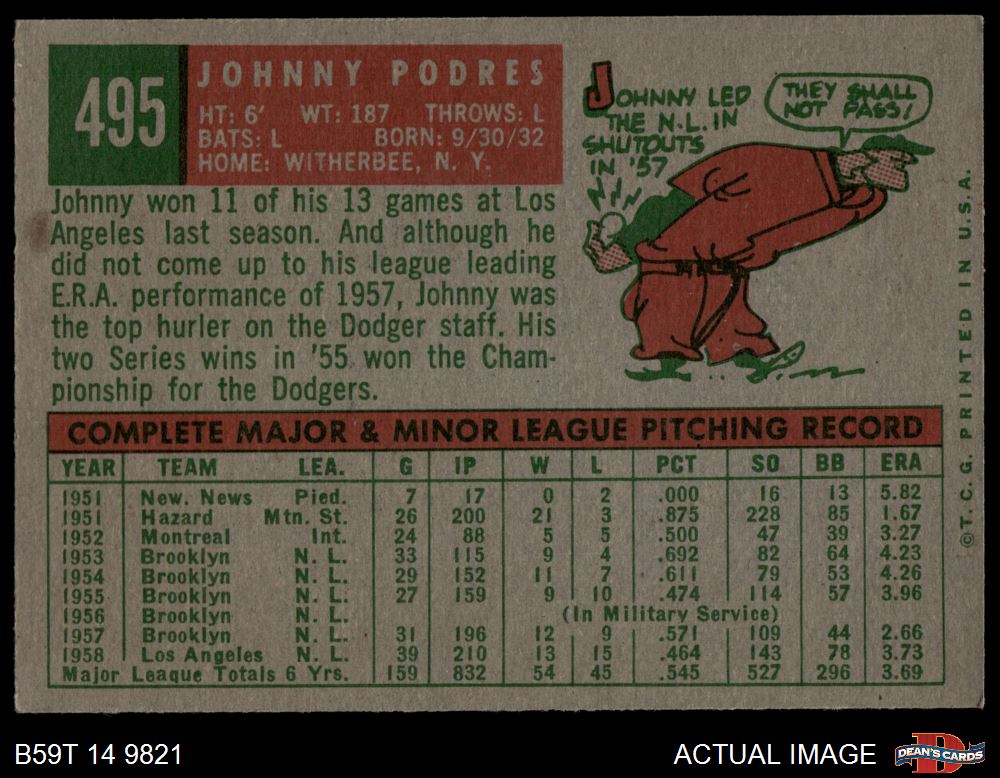 495
JOHNNY PODRES
HT: 6' WT: 187 THROWS: L
BATS: L BORN: 9/30/32
HOME: WITHERBEE, N. Y.
Johnny won 11 of his 13 games at Los
Angeles last season. And although he
did not come up to his league leading
E.R.A. performance of 1957, Johnny was
the top hurler on the Dodger staff. His
two Series wins in '55 won the Cham-
pionship for the Dodgers.
JOHNNY LED
THE N.L. IN
SHUTOUTS
IN '57
THEY SHALL
NOT PASS!
©T. C. G. PRINTED IN U.S.A.
COMPLETE MAJOR & MINOR LEAGUE PITCHING RECORD
YEAR TEAM LEA. G IP W L PCT SO BB ERA
1951 New. News Pied. 7 17 0 2 .000 16 13 5.82
1951 Hazard Mtn. St. 26 200 21 3 .875 228 85 1.67
1952 Montreal Int. 24 88 5 5 .500 47 39 3.27
1953 Brooklyn N. L. 33 115 9 4 .692 82 64 4.23
1954 Brooklyn N. L. 29 152 11 7 .611 79 53 4.26
1955 Brooklyn N. L. 27 159 9 10 .474 114 57 3.96
1956 Brooklyn N. L. (In Military Service)
1957 Brooklyn N. L. 31 196 12 9 .571 109 44 2.66
1958 Los Angeles N. L. 39 210 13 15 .464 143 78 3.73
Major League Totals 6 Yrs. 159 832 54 45 .545 527 296 3.69
B59T 14 9821
ACTUAL IMAGE
DEAN'S CARDS